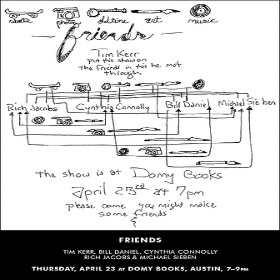 skate photo drawing art music
friends
Tim Kerr
put this show on
the friends in this he met
through
Rich Jacobs Cynthia Connolly Bill Daniel Michael Sieben
the show is at Domy Books
April 23rd at 7pm
please come you might make
some friends
FRIENDS
TIM KERR, BILL DANIEL, CYNTHIA CONNOLLY
RICH JACOBS & MICHAEL SIEBEN
THURSDAY, APRIL 23 AT DOMY BOOKS, AUSTIN, 7–9PM